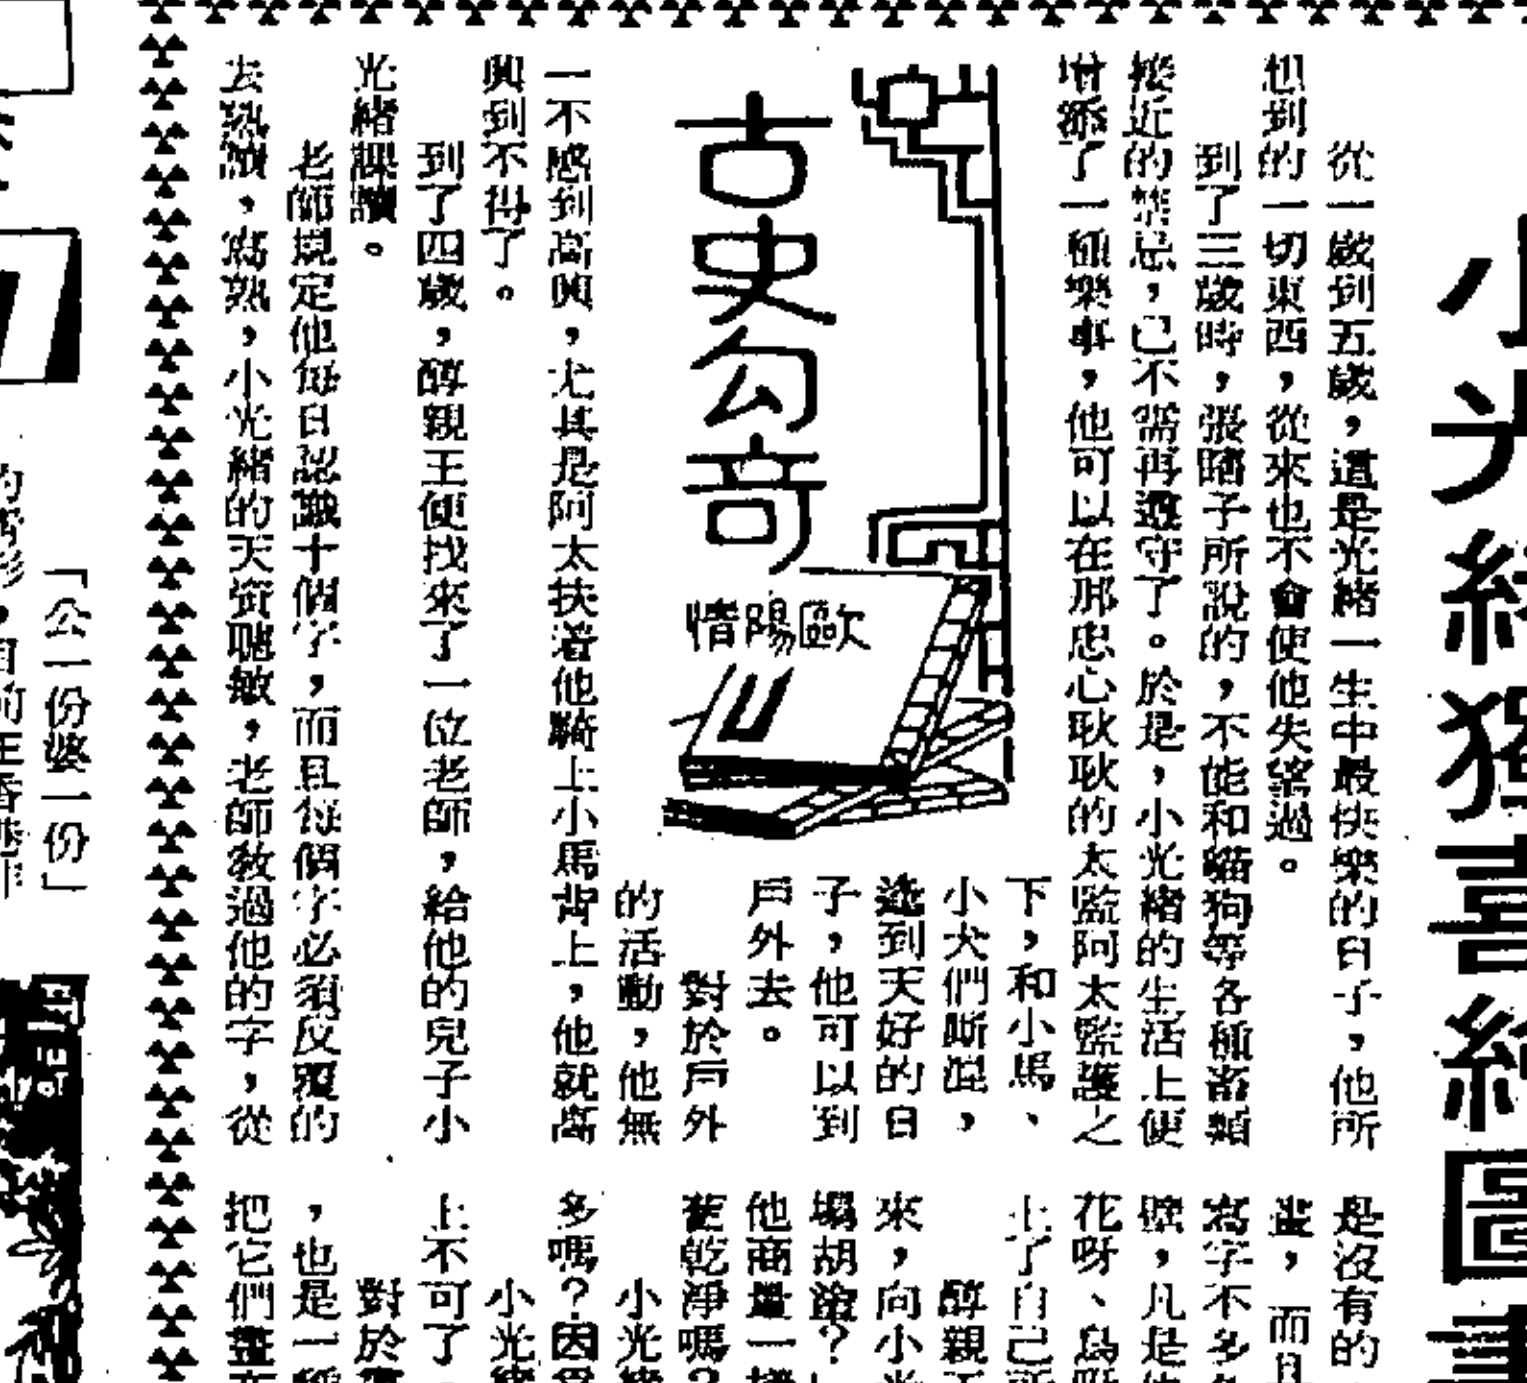 小光緒獨喜繪圖畫
從一歲到五歲，這是光緒一生中最快樂的日子，他所
想到的一切東西，從來也不會使他失望過。
到了三歲時，張瞎子所說的，不能和貓狗等各種畜類
接近的禁忌，已不需再遵守了。於是，小光緒的生活上便
增添了一種樂事，他可以在那忠心耿耿的太監阿太監護之
下，和小馬、
小犬們廝混，
逢到天好的日
子，他可以到
戶外去。
對於戶外
的活動，他無
一不感到高興，尤其是阿太扶着他騎上小馬背上，他就高
興到不得了。
到了四歲，醇親王便找來了一位老師，給他的兒子小
光緒課讀。
老師規定他每日認識十個字，而且每個字必須反覆的
去熟讀，寫熟，小光緒的天資聰敏，老師教過他的字，從
古史勾奇
歐陽惜
是沒有的
畫，而且
寫字不多
壁，凡是
花呀、鳥
上了自己所
醇親王
來，向小光
塌胡塗？
他商量一
乾淨嗎？
小光緒
多嗎？因爲
小光緒
上不可了
對於
，也是一種
把它們畫在
「公一份婆一份」